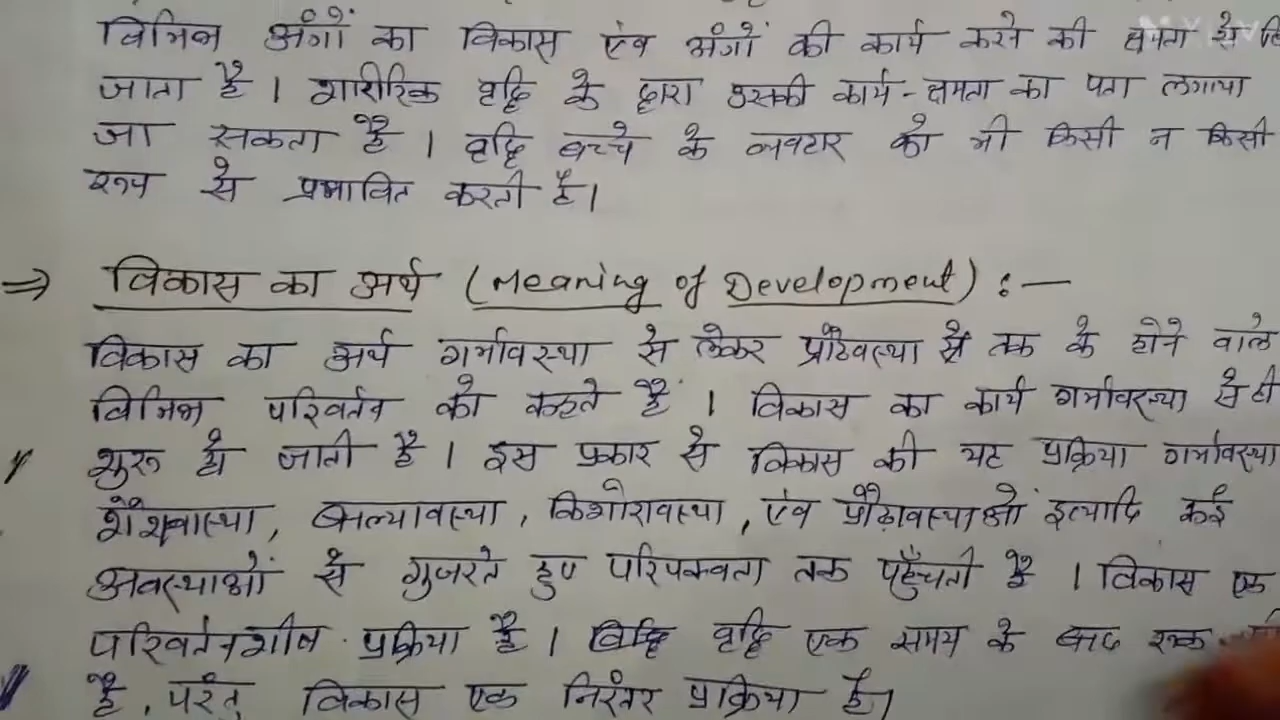 विभिन्न अंगों का विकास एंव अंगों की कार्य करने की क्षमता से
जाता है । शारीरिक वृद्धि के द्वारा उसकी कार्य - क्षमता का पता लगाया
जा सकता है । वृद्धि बच्चे के व्यवहार को भी किसी न किसी
रूप से प्रभावित करती है।
⇒ विकास का अर्थ (Meaning of Development) : —
विकास का अर्थ गर्भावस्था से लेकर प्रौढावस्था तक के होने वाले
विभिन्न परिवर्तन को कहते हैं । विकास का कार्य गर्भावस्था से ही
शुरू हो जाती है । इस प्रकार से विकास की यह प्रक्रिया गर्भावस्था
शैशवास्था, बाल्यावस्था, किशोरावस्था, एंव प्रौढ़ावस्थाओं इत्यादि कई
अवस्थाओं से गुजरते हुए परिपक्वता तक पहुँचती है । विकास एक
परिवर्तनशील प्रक्रिया है । वृद्धि एक समय के बाद रूक
है, परंतु विकास एक निरंतर प्रक्रिया है।